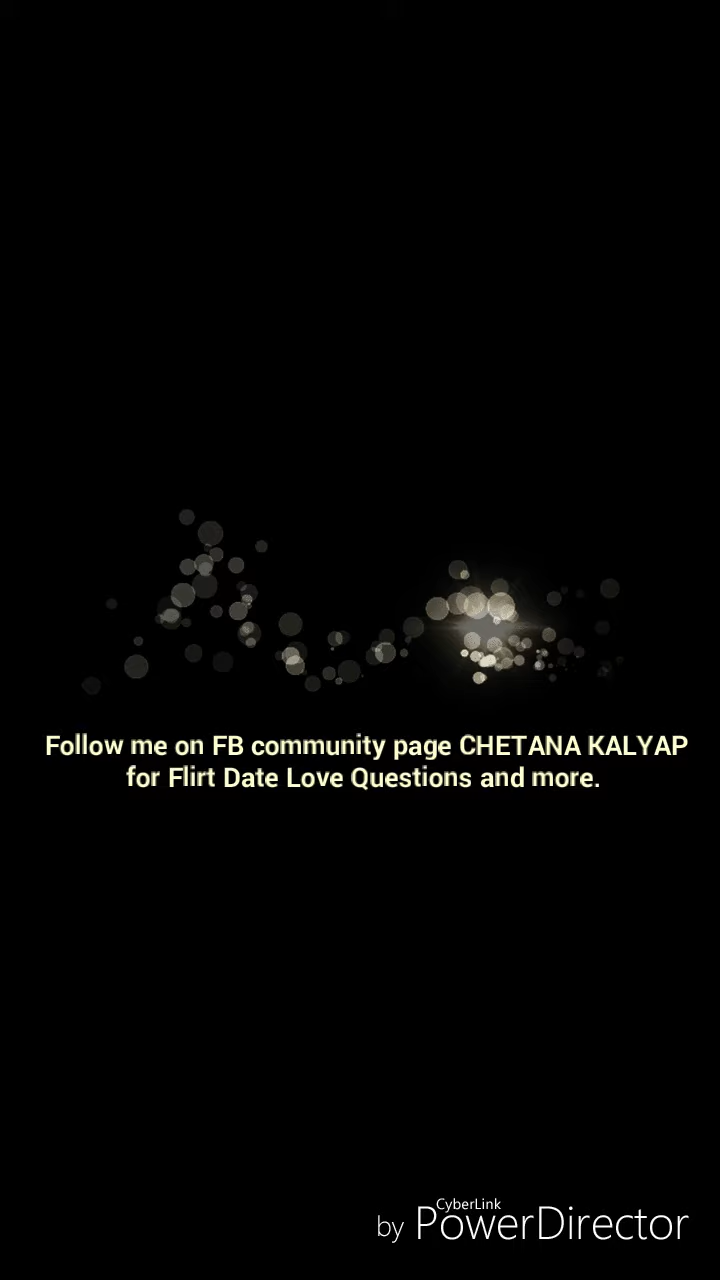 Follow me on FB community page CHETANA KALYAP
for Flirt Date Love Questions and more.
by CyberLink PowerDirector